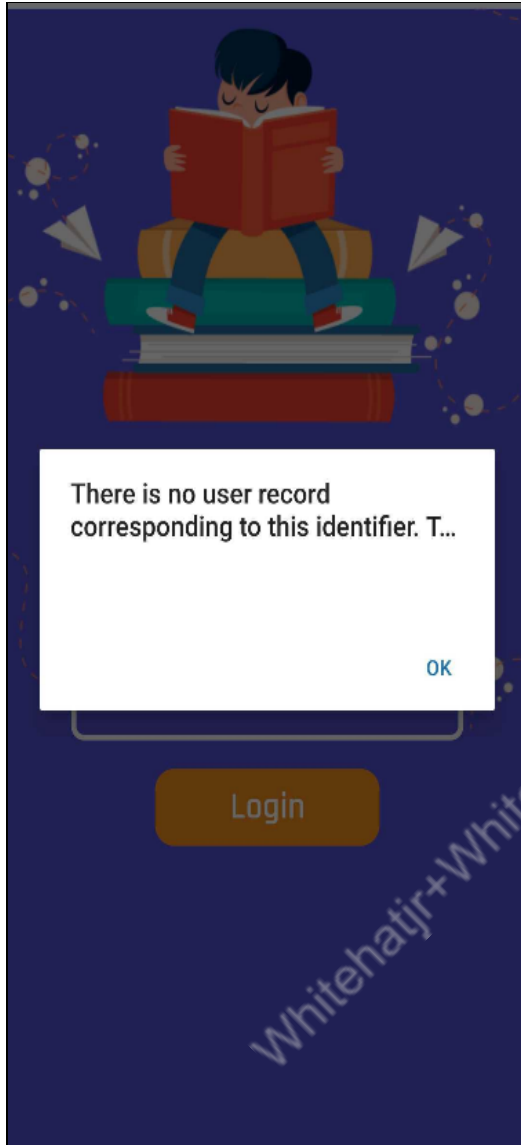 There is no user record
corresponding to this identifier. T...
OK
Login
Whitehatjr+White